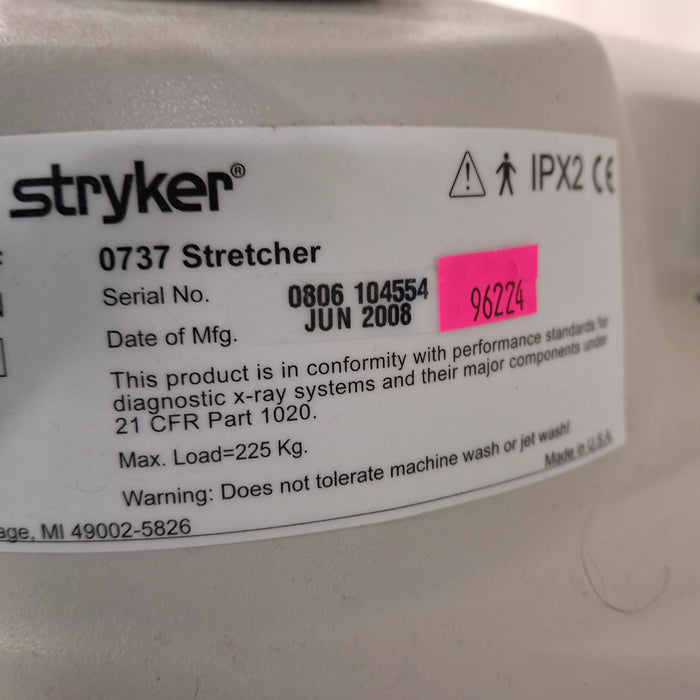 stryker®
IPX2 CE
0737 Stretcher
Serial No. 0806 104554
96224
Date of Mfg. JUN 2008
This product is in conformity with performance standards for
diagnostic x-ray systems and their major components under
21 CFR Part 1020.
Max. Load=225 Kg.
Warning: Does not tolerate machine wash or jet wash!
Made in U.S.A.
age, MI 49002-5826